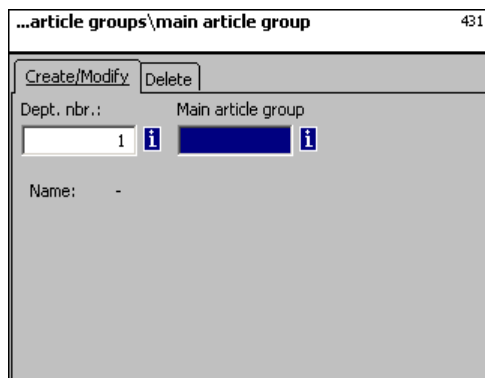 ...article groups\main article group 431
Create/Modify Delete
Dept. nbr.: Main article group
1 i i
Name: -